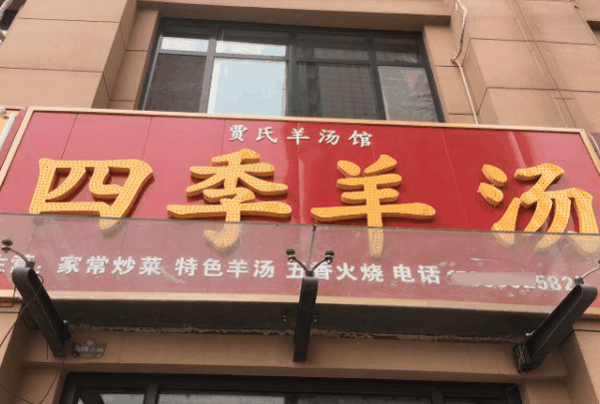 贾氏羊汤馆
四季羊汤
家常炒菜 特色羊汤 五香火烧 电话